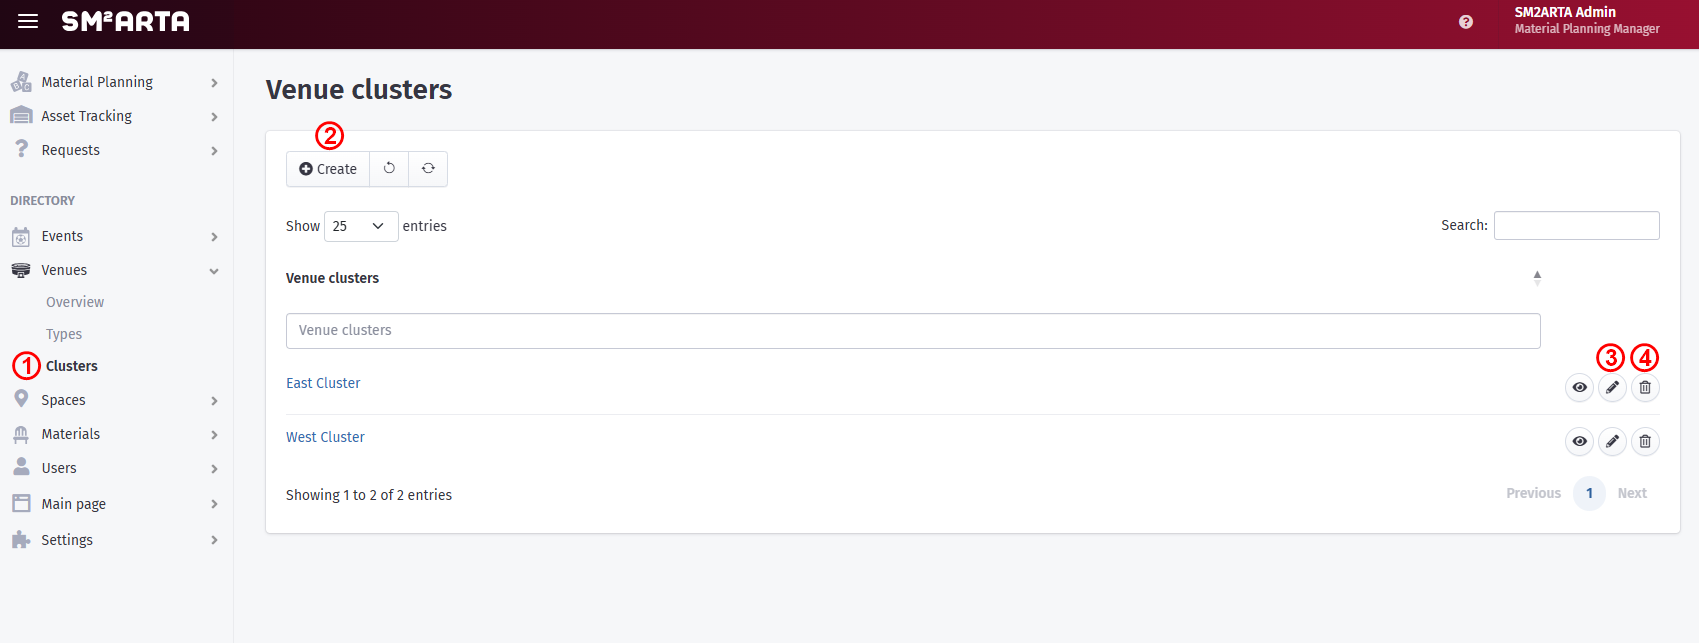 SM²ARTA
SM2ARTA Admin
Material Planning Manager
Material Planning
Asset Tracking
Requests
DIRECTORY
Events
Venues
Overview
Types
1 Clusters
Spaces
Materials
Users
Main page
Settings
Venue clusters
2
Create
Show 25 entries
Search:
Venue clusters
Venue clusters
3 4
East Cluster
West Cluster
Showing 1 to 2 of 2 entries
Previous 1 Next